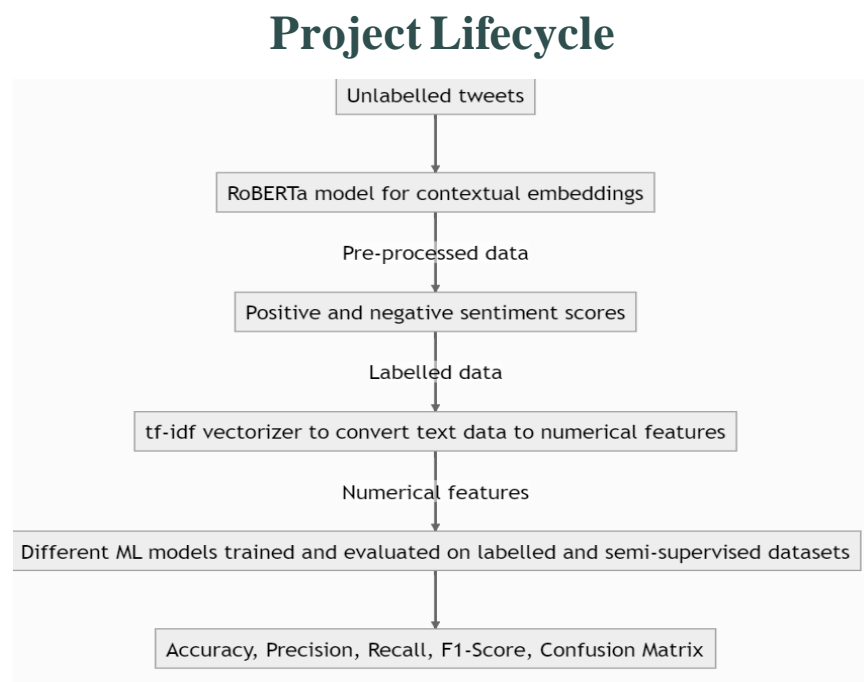 Project Lifecycle
Unlabelled tweets
RoBERTa model for contextual embeddings
Pre-processed data
Positive and negative sentiment scores
Labelled data
tf-idf vectorizer to convert text data to numerical features
Numerical features
Different ML models trained and evaluated on labelled and semi-supervised datasets
Accuracy, Precision, Recall, F1-Score, Confusion Matrix